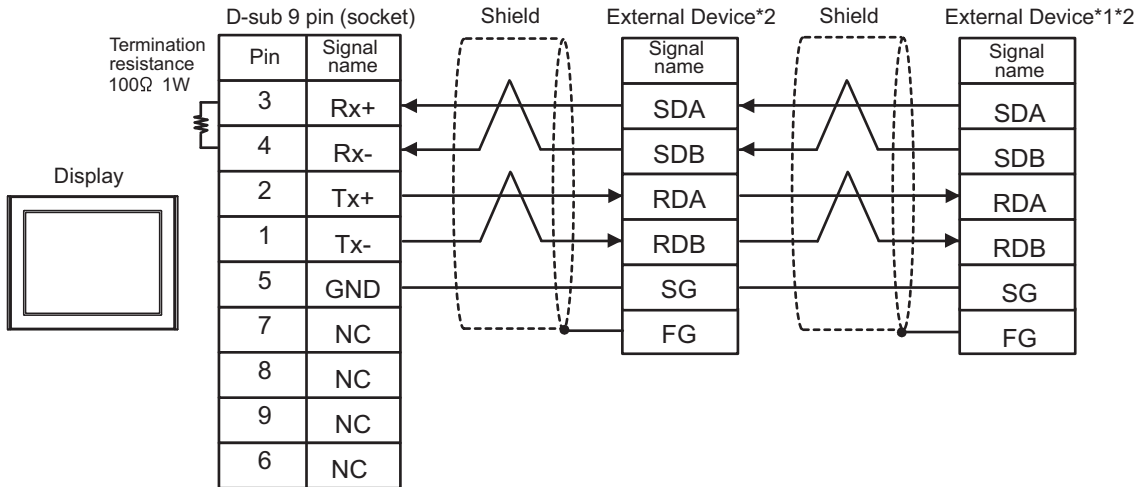 D-sub 9 pin (socket) Shield External Device*2 Shield External Device*1*2
Termination
resistance
100Ω 1W
Display
Pin Signal name
3 Rx+
4 Rx-
2 Tx+
1 Tx-
5 GND
7 NC
8 NC
9 NC
6 NC
Signal
name
SDA
SDB
RDA
RDB
SG
FG
Signal
name
SDA
SDB
RDA
RDB
SG
FG